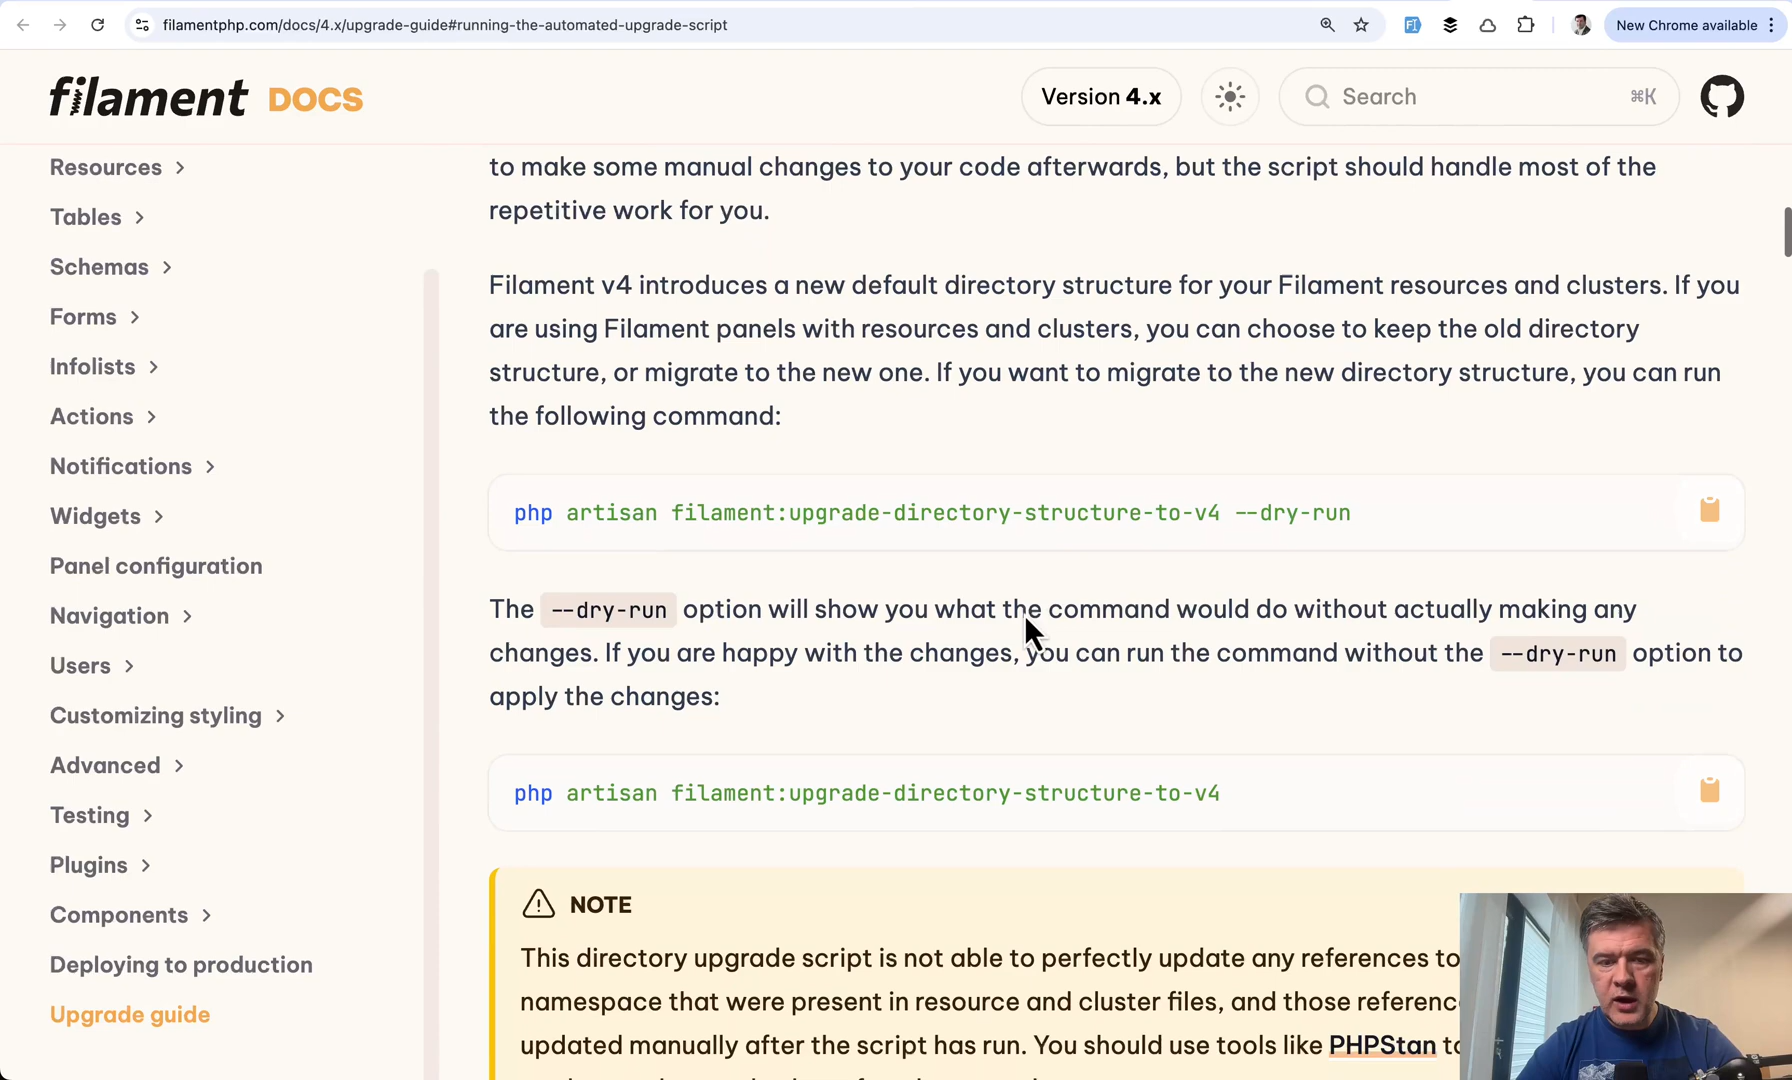 filamentphp.com/docs/4.x/upgrade-guide#running-the-automated-upgrade-script
New Chrome available
filament DOCS
Version 4.x
Search
⌘K
Resources
Tables
Schemas
Forms
Infolists
Actions
Notifications
Widgets
Panel configuration
Navigation
Users
Customizing styling
Advanced
Testing
Plugins
Components
Deploying to production
Upgrade guide
to make some manual changes to your code afterwards, but the script should handle most of the
repetitive work for you.
Filament v4 introduces a new default directory structure for your Filament resources and clusters. If you
are using Filament panels with resources and clusters, you can choose to keep the old directory
structure, or migrate to the new one. If you want to migrate to the new directory structure, you can run
the following command:
php artisan filament:upgrade-directory-structure-to-v4 --dry-run
The --dry-run option will show you what the command would do without actually making any
changes. If you are happy with the changes, you can run the command without the --dry-run option to
apply the changes:
php artisan filament:upgrade-directory-structure-to-v4
NOTE
This directory upgrade script is not able to perfectly update any references to
namespace that were present in resource and cluster files, and those
updated manually after the script has run. You should use tools like PHPStan